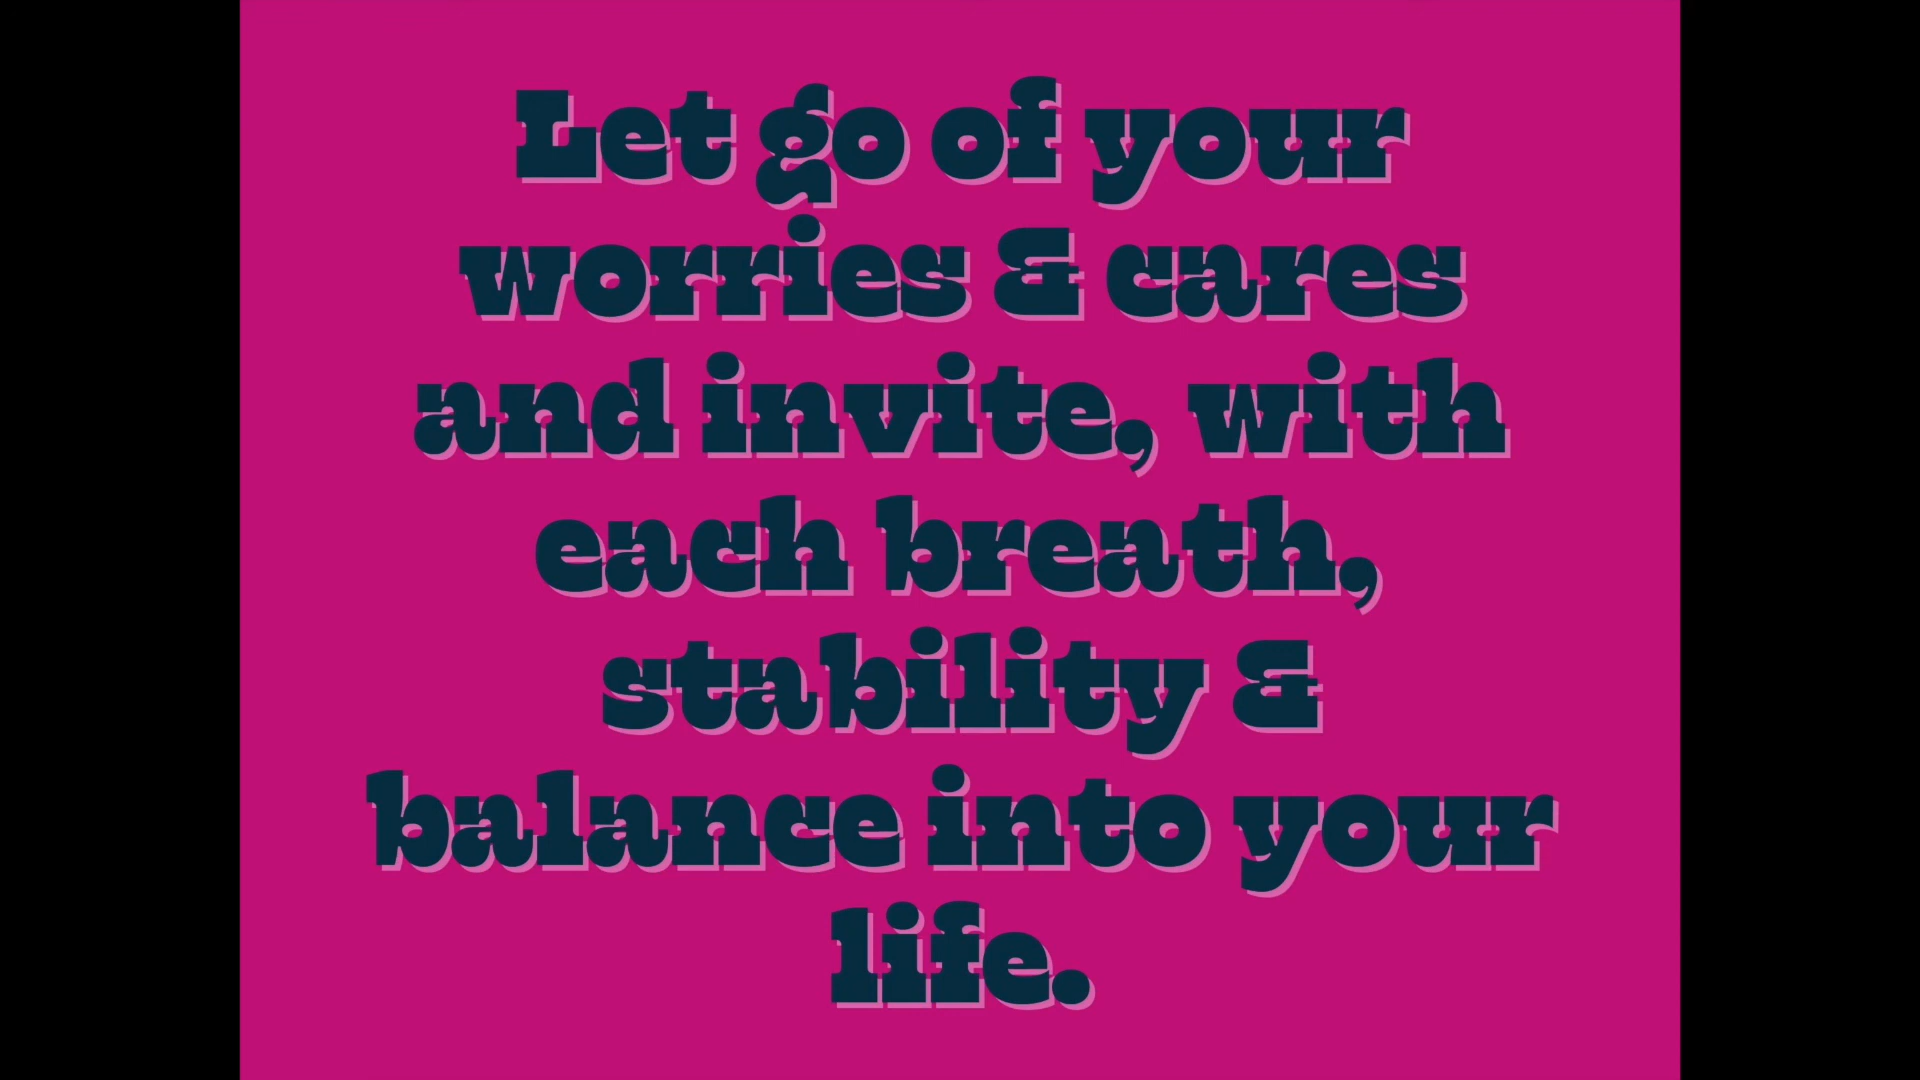 Let go of your
worries & cares
and invite, with
each breath,
stability &
balance into your
life.